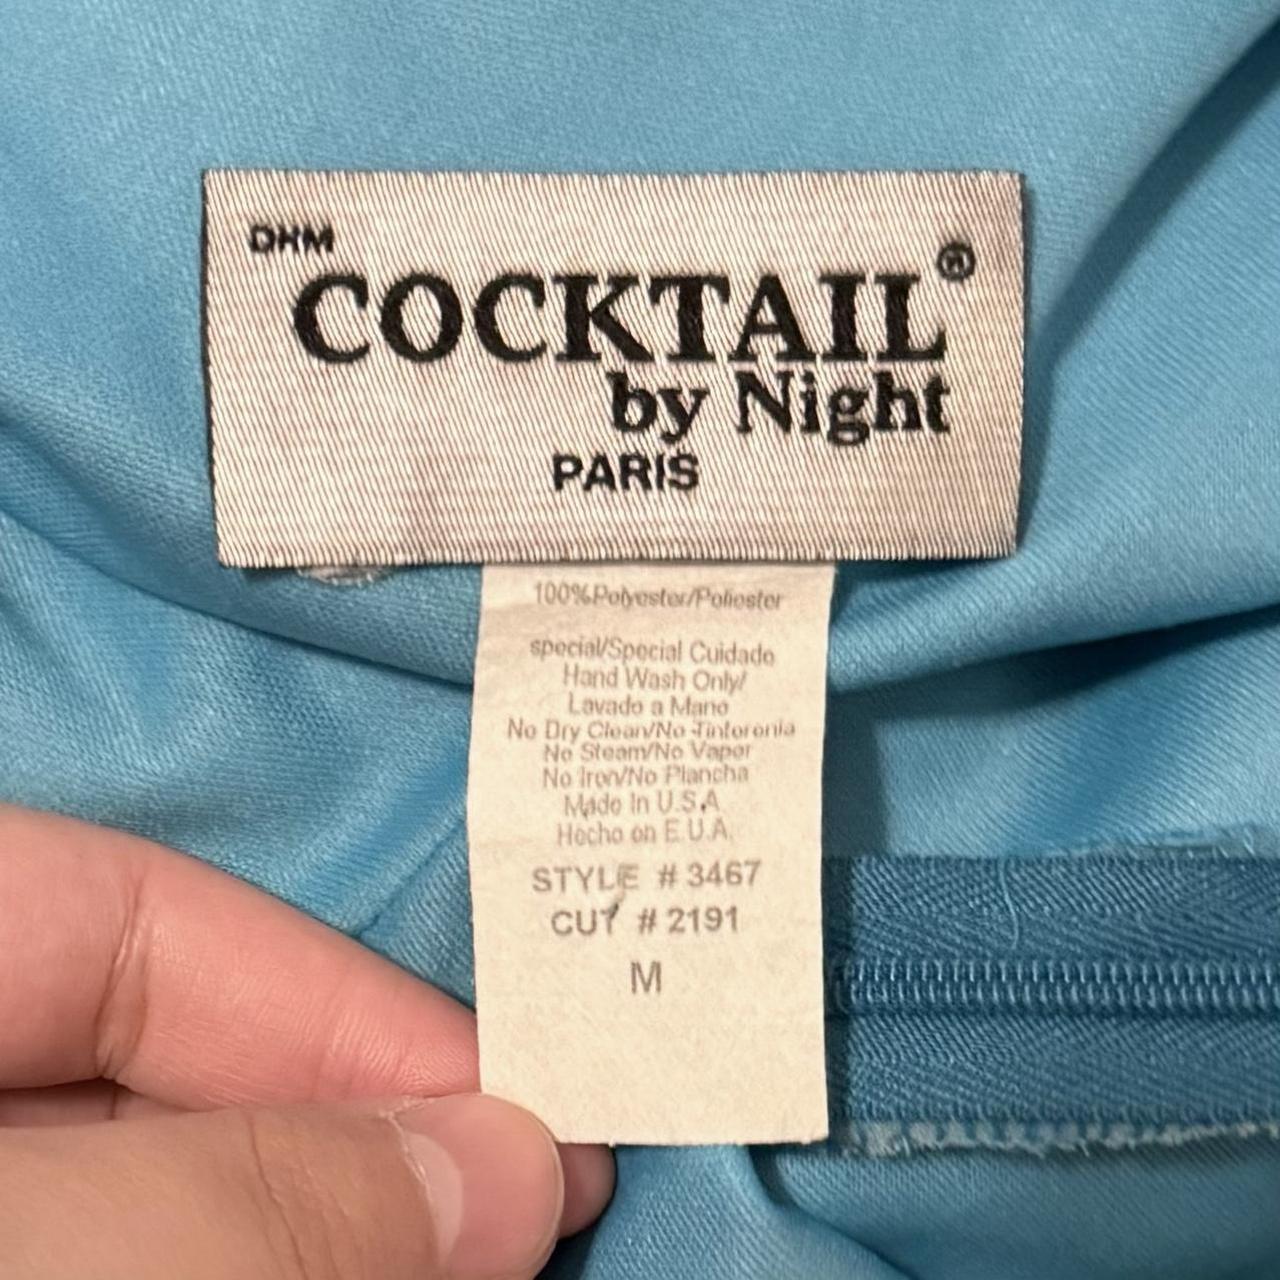 DHM
COCKTAIL®
by Night
PARIS
100%Polyester/Poliester
special/Special Cuidado
Hand Wash Only/
Lavado a Mano
No Dry Clean/No Tintoreria
No Steam/No Vapor
No Iron/No Plancha
Made In U.S.A
Hecho en E.U.A.
STYLE # 3467
CUT # 2191
M